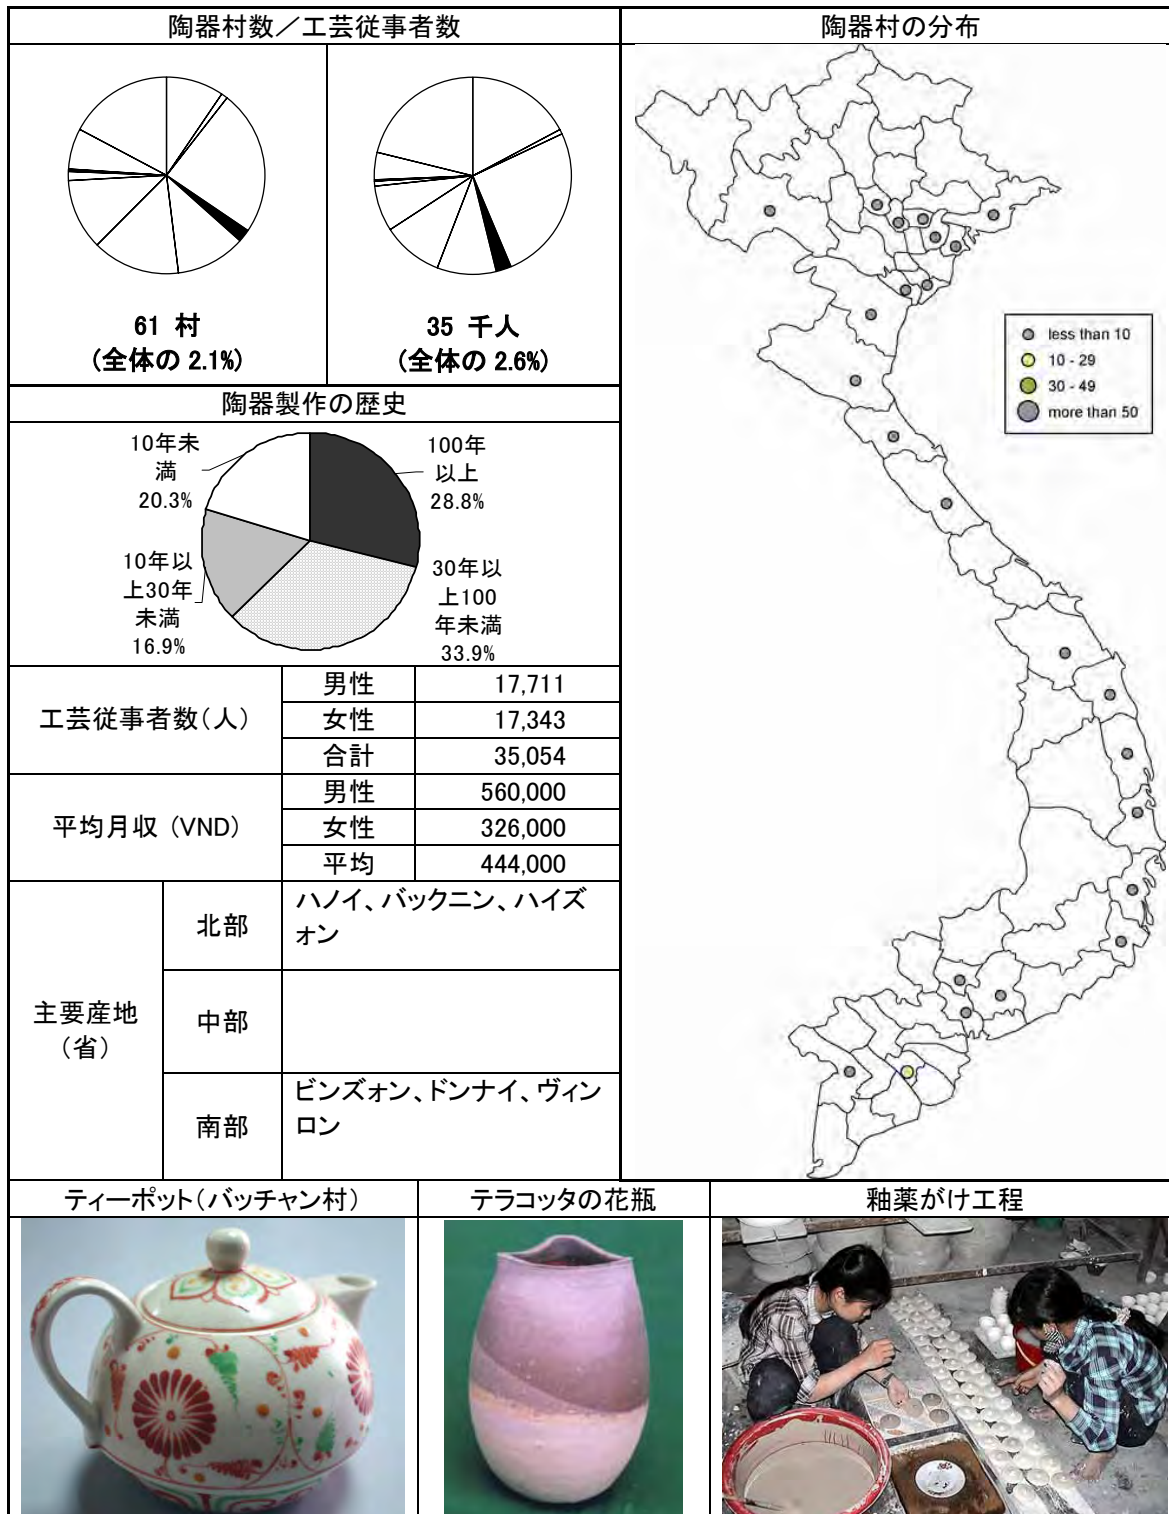 陶器村数／工芸従事者数
陶器村の分布
61 村
(全体の 2.1%)
35 千人
(全体の 2.6%)
less than 10
10 - 29
30 - 49
more than 50
陶器製作の歴史
10年未
満
20.3%
100年
以上
28.8%
10年以
上30年
未満
16.9%
30年以
上100
年未満
33.9%
工芸従事者数（人）
男性
17,711
女性
17,343
合計
35,054
平均月収 (VND)
男性
560,000
女性
326,000
平均
444,000
主要産地
（省）
北部
ハノイ、バックニン、ハイズ
ォン
中部
南部
ビンズォン、ドンナイ、ヴィン
ロン
ティーポット（バッチャン村）
テラコッタの花瓶
釉薬がけ工程